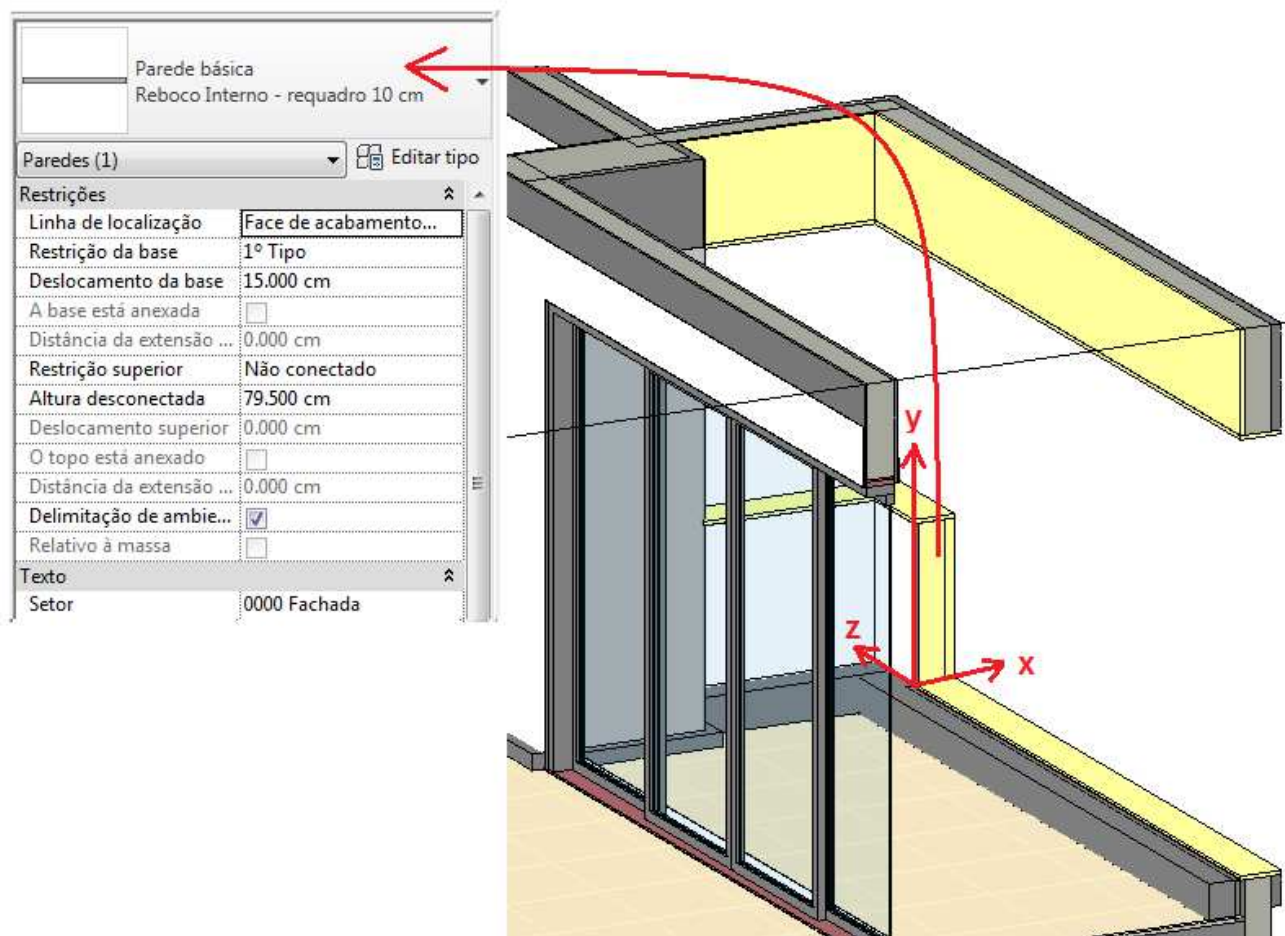 Parede básica
Reboco Interno - requadro 10 cm
Paredes (1) Editar tipo
Restrições
Linha de localização Face de acabamento...
Restrição da base 1º Tipo
Deslocamento da base 15.000 cm
A base está anexada
Distância da extensão ... 0.000 cm
Restrição superior Não conectado
Altura desconectada 79.500 cm
Deslocamento superior 0.000 cm
O topo está anexado
Distância da extensão ... 0.000 cm
Delimitação de ambie...
Relativo à massa
Texto
Setor 0000 Fachada
y
z
x